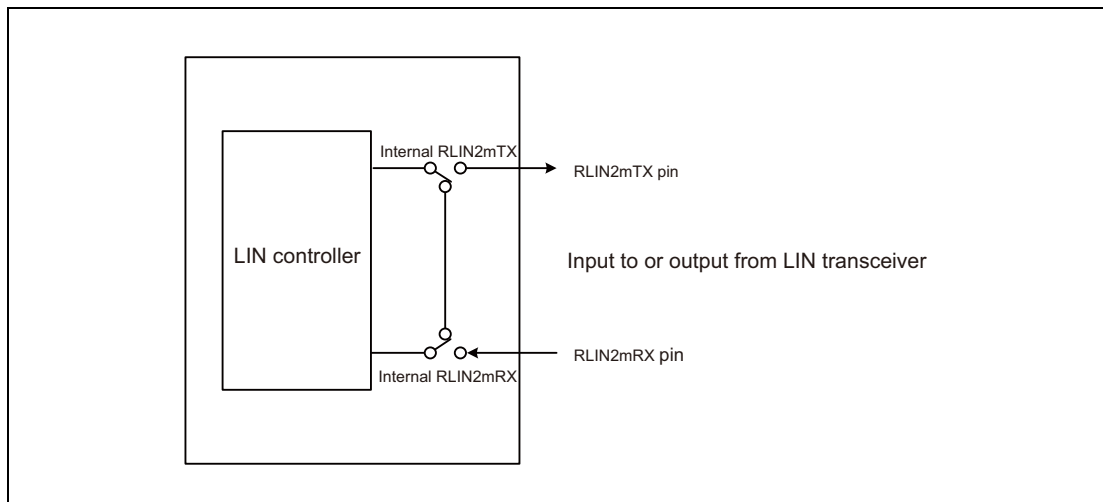 Internal RLIN2mTX
RLIN2mTX pin
LIN controller
Input to or output from LIN transceiver
RLIN2mRX pin
Internal RLIN2mRX